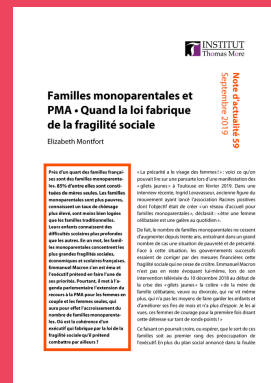 INSTITUT
Thomas More
Note d'actualité 59
Septembre 2019
Familles monoparentales et
PMA • Quand la loi fabrique
de la fragilité sociale
Elizabeth Montfort
Près d'un quart des familles françai-
ses sont des familles monoparenta-
les. 85% d'entre elles sont consti-
tuées de mères seules. Les familles
monoparentales sont plus pauvres,
connaissent un taux de chômage
plus élevé, sont moins bien logées
que les familles traditionnelles.
Leurs enfants connaissent des
difficultés scolaires plus profondes
que les autres. En un mot, les famil-
les monoparentales concentrent les
plus grandes fragilités sociales,
économiques et scolaires françaises.
Emmanuel Macron s'en est ému et
l'exécutif prétend en faire l'une de
ses priorités. Pourtant, il met à l'a-
genda parlementaire l'extension du
recours à la PMA pour les femmes en
couple et les femmes seules, qui
aura pour effet l'accroissement du
nombre de familles monoparenta-
les. Où est la cohérence d'un
exécutif qui fabrique par la loi de la
fragilité sociale qu'il prétend
combattre par ailleurs ?
« La précarité a le visage des femmes ! » : voici ce qu'on
pouvait lire sur une pancarte lors d'une manifestation des
« gilets jaunes » à Toulouse en février 2019. Dans une
interview récente, Ingrid Levavasseur, ancienne figure du
mouvement ayant lancé l'association Racines positives
dont l'objectif était de créer « un réseau d'accueil pour
familles monoparentales », déclarait : « être une femme
célibataire est une galère au quotidien ».
De fait, le nombre de familles monoparentales ne cessent
d'augmenter depuis trente ans, entrainant dans un grand
nombre de cas une situation de pauvreté et de précarité.
Face à cette situation, les gouvernements successifs
essaient de corriger par des mesures financières cette
fragilité sociale qui ne cesse de croitre. Emmanuel Macron
n'est pas en reste évoquant lui-même, lors de son
intervention télévisée du 10 décembre 2018 au début de
la crise des « gilets jaunes » la colère « de la mère de
famille célibataire, veuve ou divorcée, qui ne vit même
plus, qui n'a pas les moyens de faire garder les enfants et
d'améliorer ses fins de mois et n'a plus d'espoir. Je les ai
vues, ces femmes de courage pour la première fois disant
cette détresse sur tant de ronds-points ! »
Ce faisant on pourrait croire, ou espérer, que le sort de ces
familles soit au premier rang des préoccupations de
l'exécutif. En plus du plan social annoncé dans la foulée